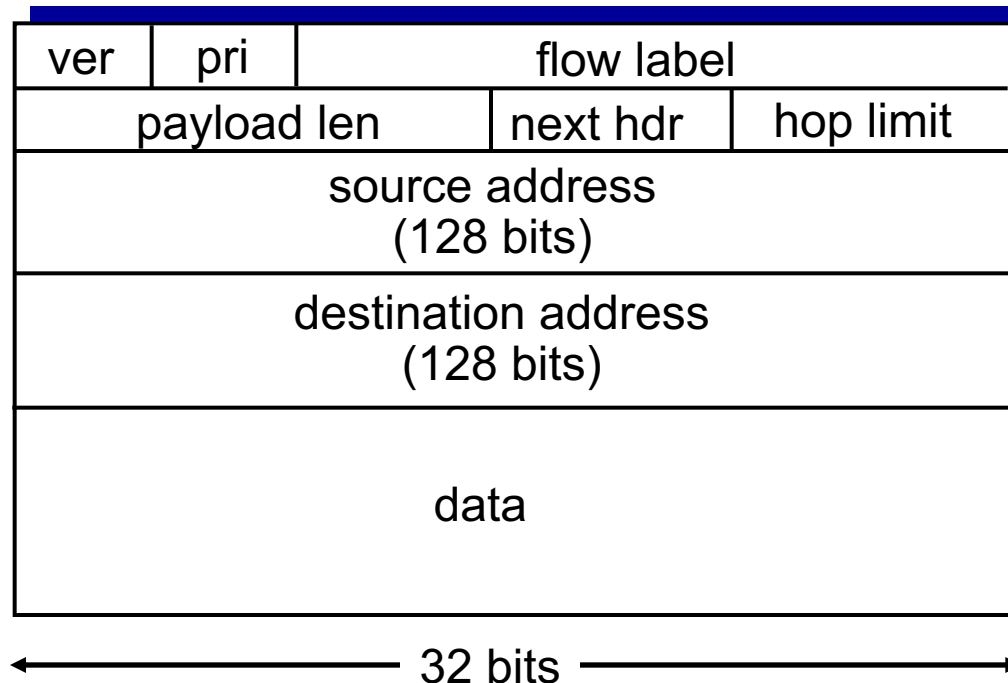 ver pri flow label
payload len next hdr hop limit
source address
(128 bits)
destination address
(128 bits)
data
32 bits